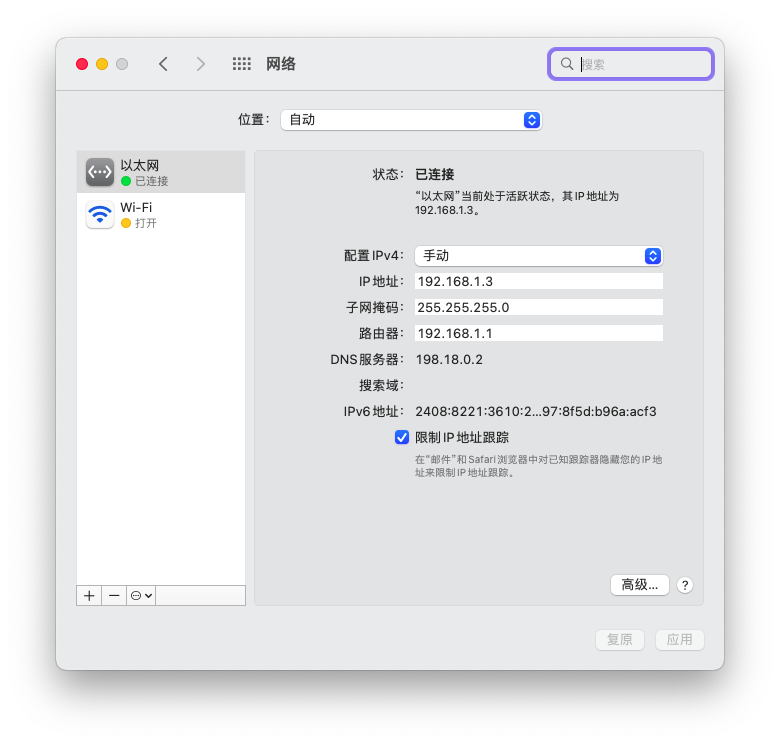 网络
搜索
位置： 自动
以太网
已连接
Wi-Fi
打开
状态： 已连接
“以太网”当前处于活跃状态，其 IP 地址为
192.168.1.3。
配置 IPv4： 手动
IP 地址： 192.168.1.3
子网掩码： 255.255.255.0
路由器： 192.168.1.1
DNS 服务器： 198.18.0.2
搜索域：
IPv6 地址： 2408:8221:3610:2...97:8f5d:b96a:acf3
限制 IP 地址跟踪
在“邮件”和 Safari 浏览器中对已知跟踪器隐藏您的 IP 地
址来限制 IP 地址跟踪。
高级... ?
复原 应用